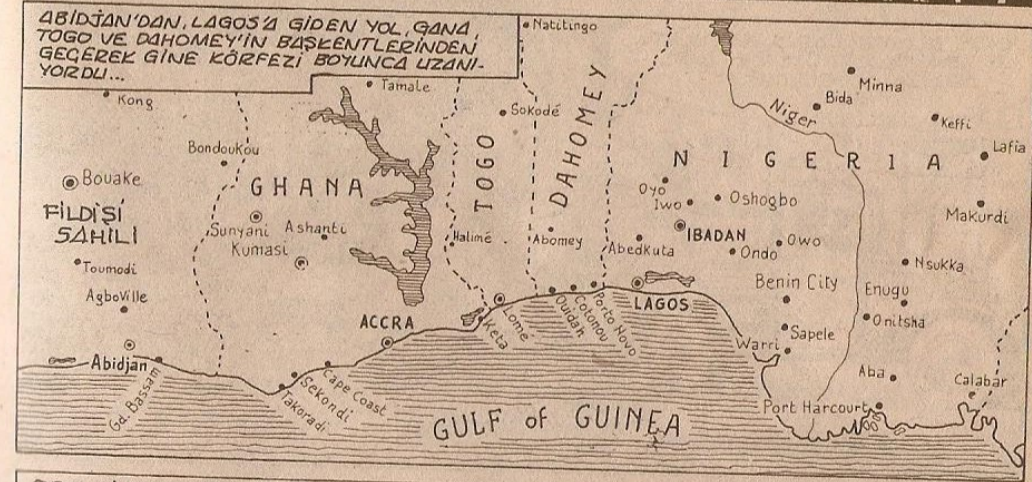 ABİDJAN'DAN, LAGOS'A GİDEN YOL, GANA,
TOGO VE DAHOMEY'İN BAŞKENTLERİNDEN
GEÇEREK GİNE KÖRFEZİ BOYUNCA UZANI-
YORDU...
Natitingo
Kong
Tamale
Sokodé
Niger
Bida
Minna
Keffi
Lafia
Bondoukou
Bouake
GHANA
TOGO
DAHOMEY
NIGERIA
Oyo
Iwo
Oshogbo
Makurdi
FİLDİŞİ
SAHİLİ
Sunyani
Ashanti
Kumasi
Halimé
Abomey
Abedkuta
IBADAN
Ondo
Owo
Nsukka
Toumodi
Agboville
Benin City
Enugu
Onitsha
ACCRA
Keta
Lomé
Ouidah
Cotonou
Porto Novo
LAGOS
Sapele
Warri
Abidjan
Gd. Bassam
Takoradi
Sekondi
Cape Coast
Aba
Calabar
Port Harcourt
GULF of GUINEA